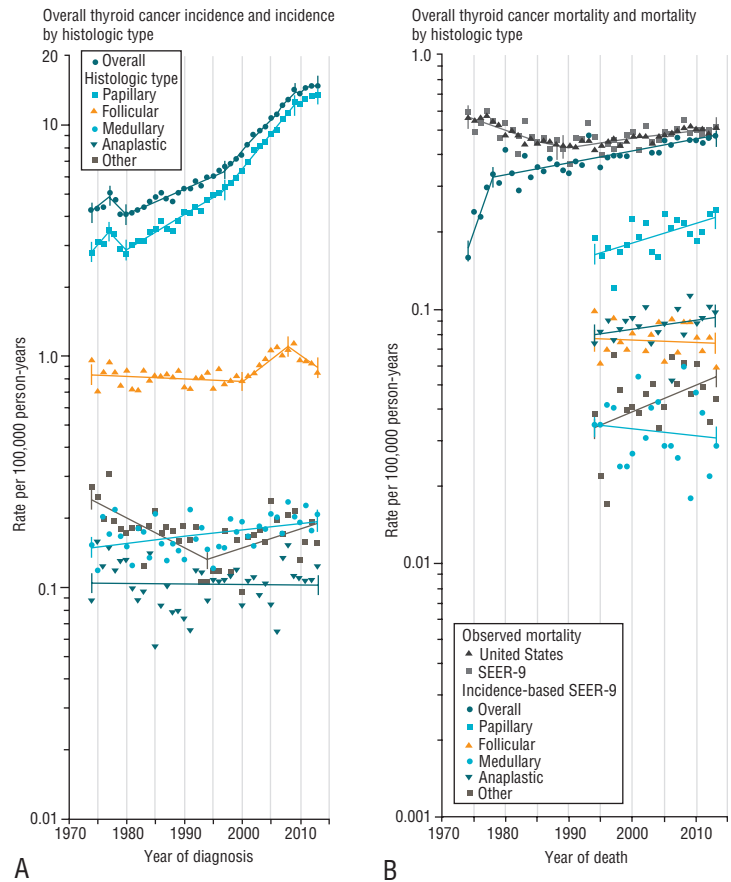 Overall thyroid cancer incidence and incidence
by histologic type
20
10
1.0
0.1
0.01
Rate per 100,000 person-years
Overall
Histologic type
Papillary
Follicular
Medullary
Anaplastic
Other
1970
1980
1990
2000
2010
Year of diagnosis
A
Overall thyroid cancer mortality and mortality
by histologic type
1.0
0.1
0.01
0.001
Rate per 100,000 person-years
Observed mortality
United States
SEER-9
Incidence-based SEER-9
Overall
Papillary
Follicular
Medullary
Anaplastic
Other
1970
1980
1990
2000
2010
Year of death
B